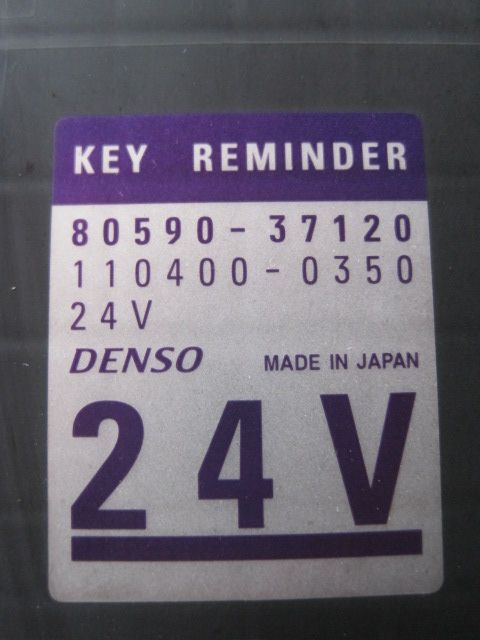 KEY REMINDER
80590-37120
110400-0350
24V
DENSO MADE IN JAPAN
24V